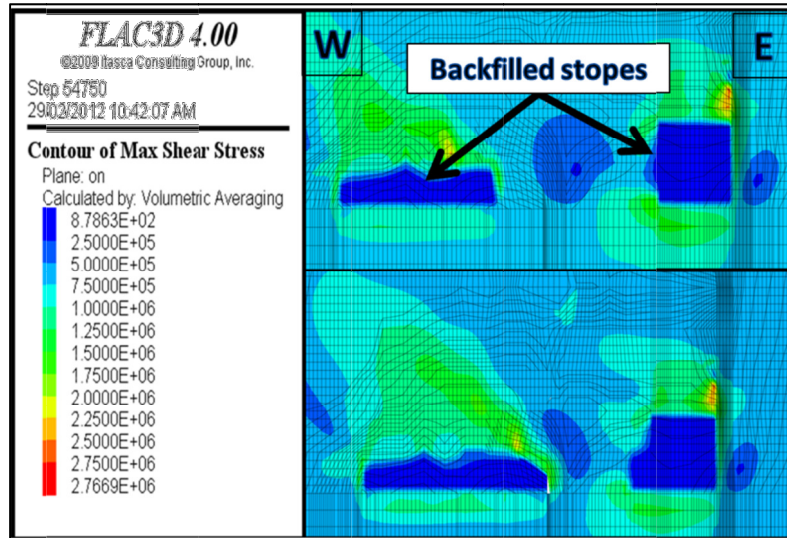 FLAC3D 4.00
©2009 Itasca Consulting Group, Inc.
Step 54750
29/02/2012 10:42:07 AM
Contour of Max Shear Stress
Plane: on
Calculated by: Volumetric Averaging
8.7863E+02
2.5000E+05
5.0000E+05
7.5000E+05
1.0000E+06
1.2500E+06
1.5000E+06
1.7500E+06
2.0000E+06
2.2500E+06
2.5000E+06
2.7500E+06
2.7669E+06
W
Backfilled stopes
E